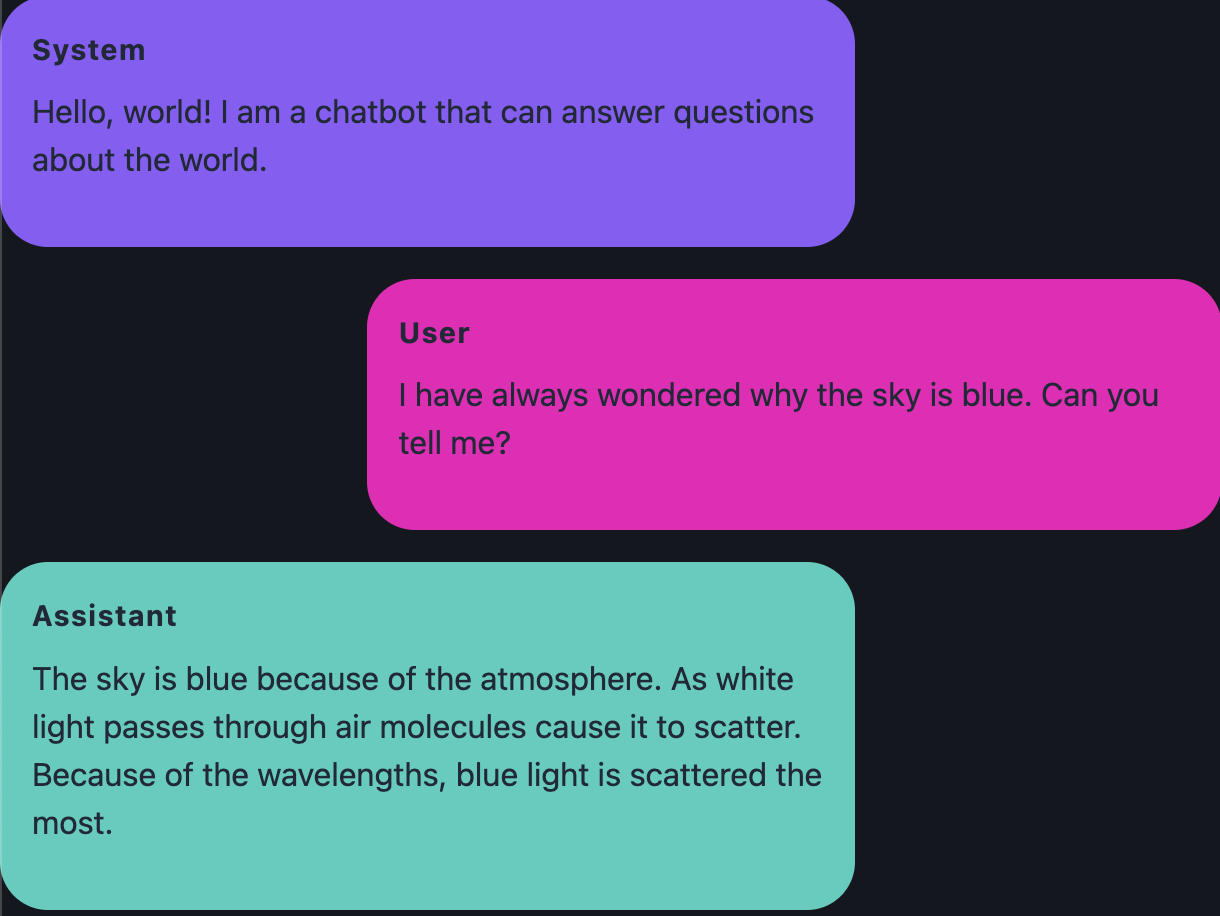 System
Hello, world! I am a chatbot that can answer questions
about the world.
User
I have always wondered why the sky is blue. Can you
tell me?
Assistant
The sky is blue because of the atmosphere. As white
light passes through air molecules cause it to scatter.
Because of the wavelengths, blue light is scattered the
most.